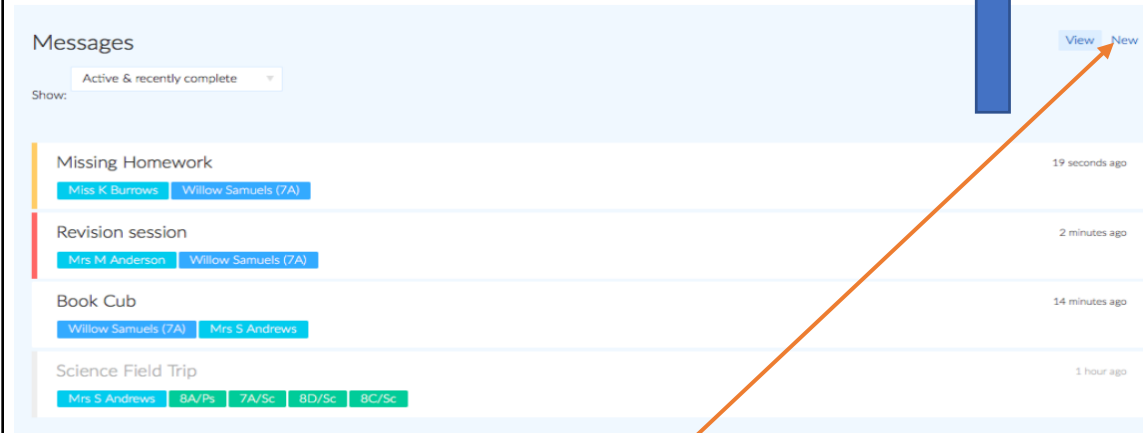 Messages
View New
Active & recently complete
Show:
Missing Homework
19 seconds ago
Miss K Burrows Willow Samuels (7A)
Revision session
2 minutes ago
Mrs M Anderson Willow Samuels (7A)
Book Cub
14 minutes ago
Willow Samuels (7A) Mrs S Andrews
Science Field Trip
1 hour ago
Mrs S Andrews 8A/Ps 7A/Sc 8D/Sc 8C/Sc